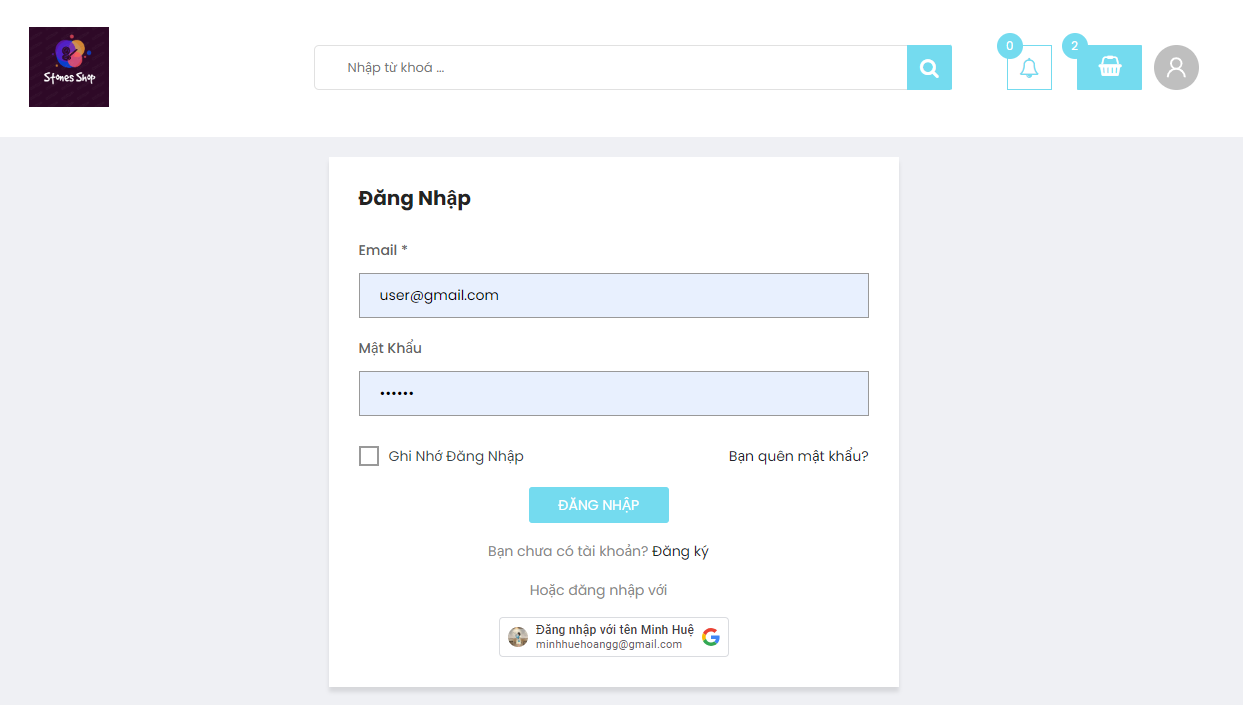 Stones Shop
Nhập từ khoá ...
0
2
Đăng Nhập
Email *
user@gmail.com
Mật Khẩu
••••••
Ghi Nhớ Đăng Nhập
Bạn quên mật khẩu?
ĐĂNG NHẬP
Bạn chưa có tài khoản? Đăng ký
Hoặc đăng nhập với
Đăng nhập với tên Minh Huệ
minhhuehoangg@gmail.com